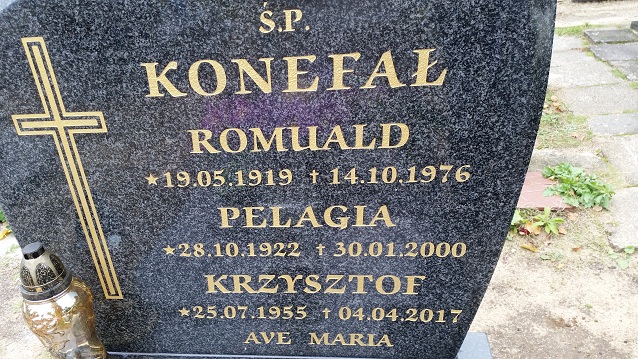 Ś.P.
KONEFAŁ
ROMUALD
★19.05.1919 † 14.10.1976
PELAGIA
★28.10.1922 † 30.01.2000
KRZYSZTOF
★25.07.1955 † 04.04.2017
AVE MARIA